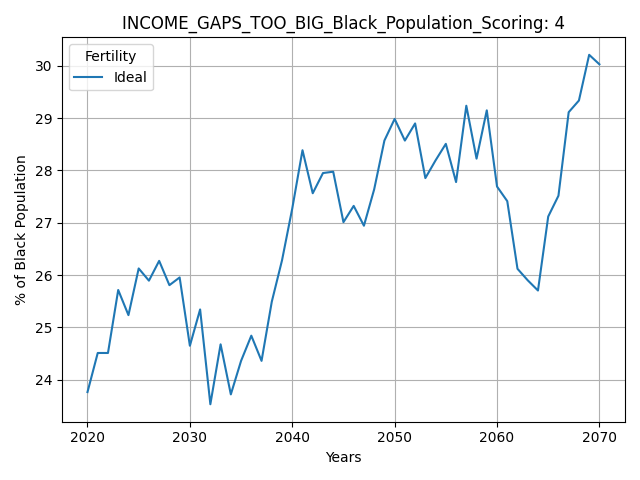 INCOME_GAPS_TOO_BIG_Black_Population_Scoring: 4
Fertility
Ideal
% of Black Population
30
29
28
27
26
25
24
2020 2030 2040 2050 2060 2070
Years